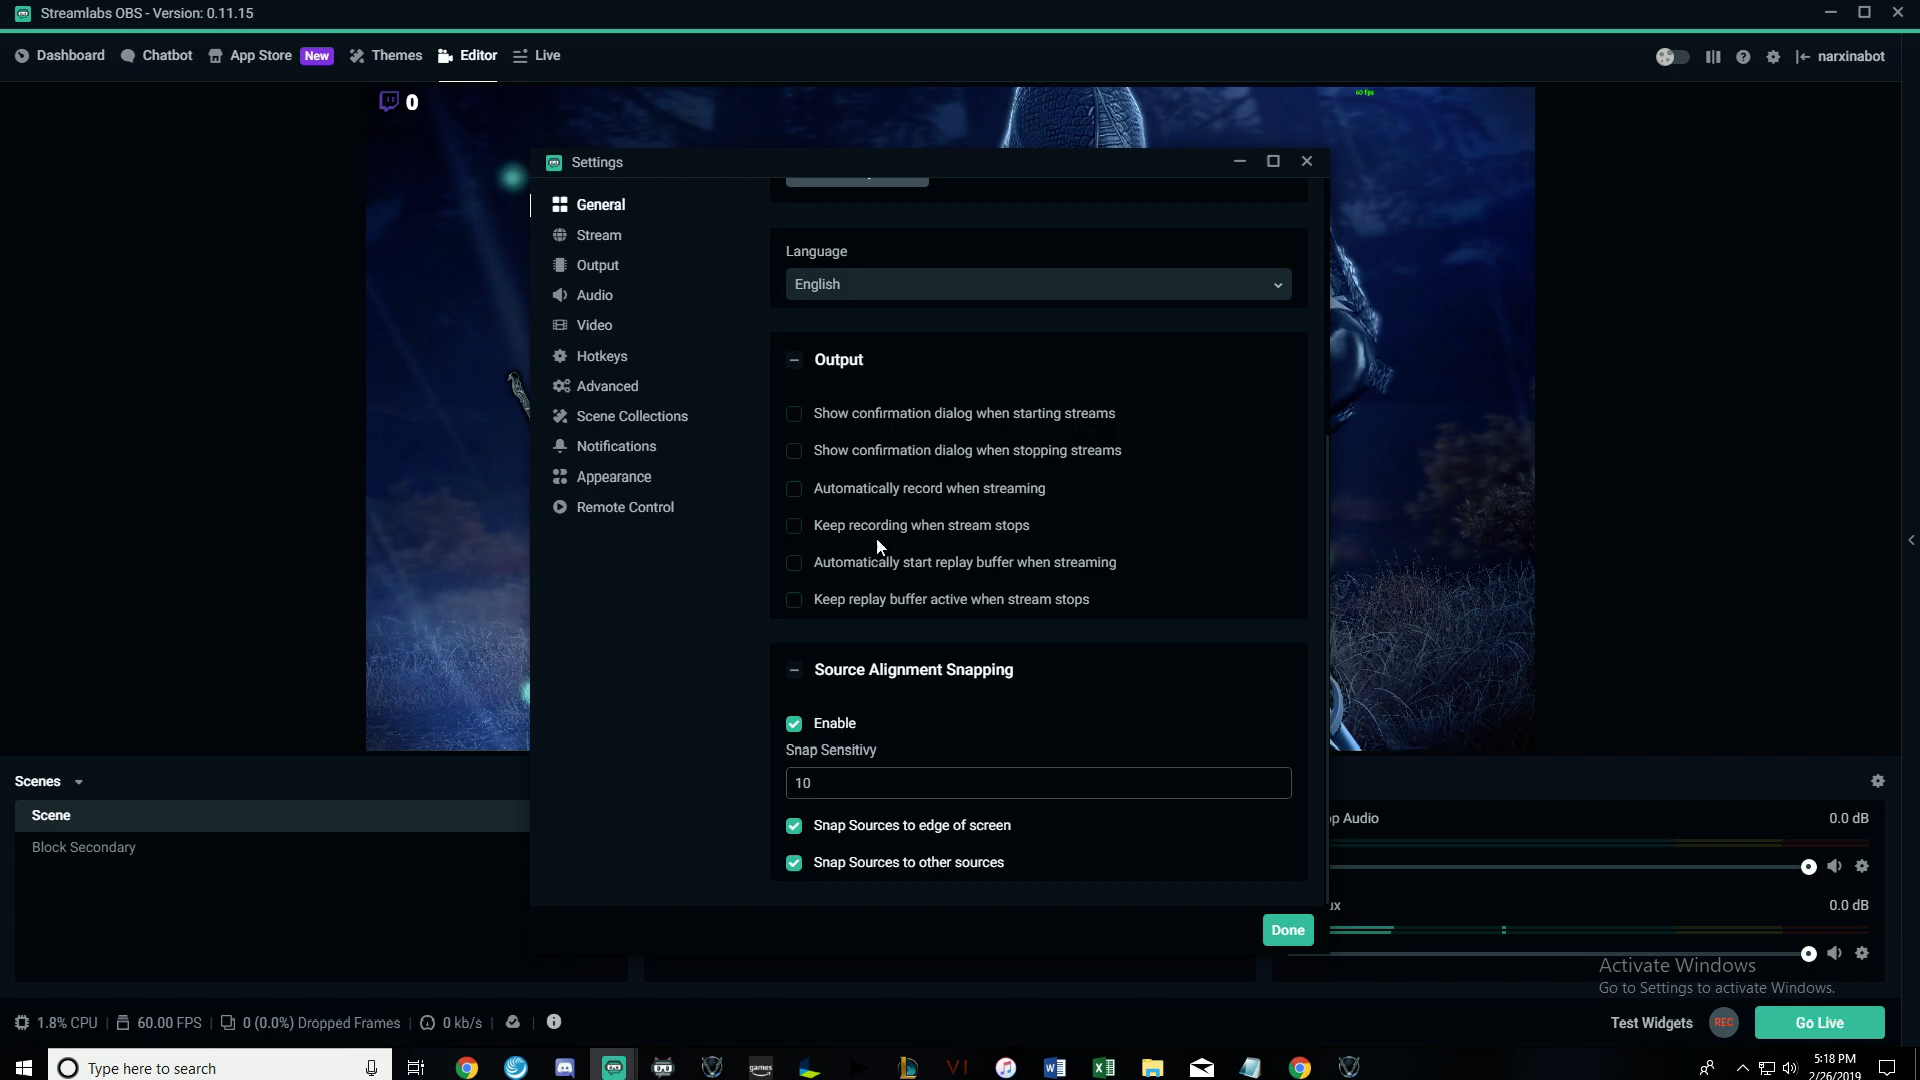 Streamlabs OBS - Version: 0.11.15
Dashboard Chatbot App Store New Themes Editor Live narxinabot
0
60 fps
Settings
General
Stream
Output
Audio
Video
Hotkeys
Advanced
Scene Collections
Notifications
Appearance
Remote Control
Language
English
Output
Show confirmation dialog when starting streams
Show confirmation dialog when stopping streams
Automatically record when streaming
Keep recording when stream stops
Automatically start replay buffer when streaming
Keep replay buffer active when stream stops
Source Alignment Snapping
Enable
Snap Sensitivy
10
Snap Sources to edge of screen
Snap Sources to other sources
Done
Scenes
Scene
Block Secondary
Audio 0.0 dB
0.0 dB
Activate Windows
Go to Settings to activate Windows.
1.8% CPU 60.00 FPS 0 (0.0%) Dropped Frames 0 kb/s Test Widgets REC Go Live
Type here to search games VI 5:18 PM
2/26/2019